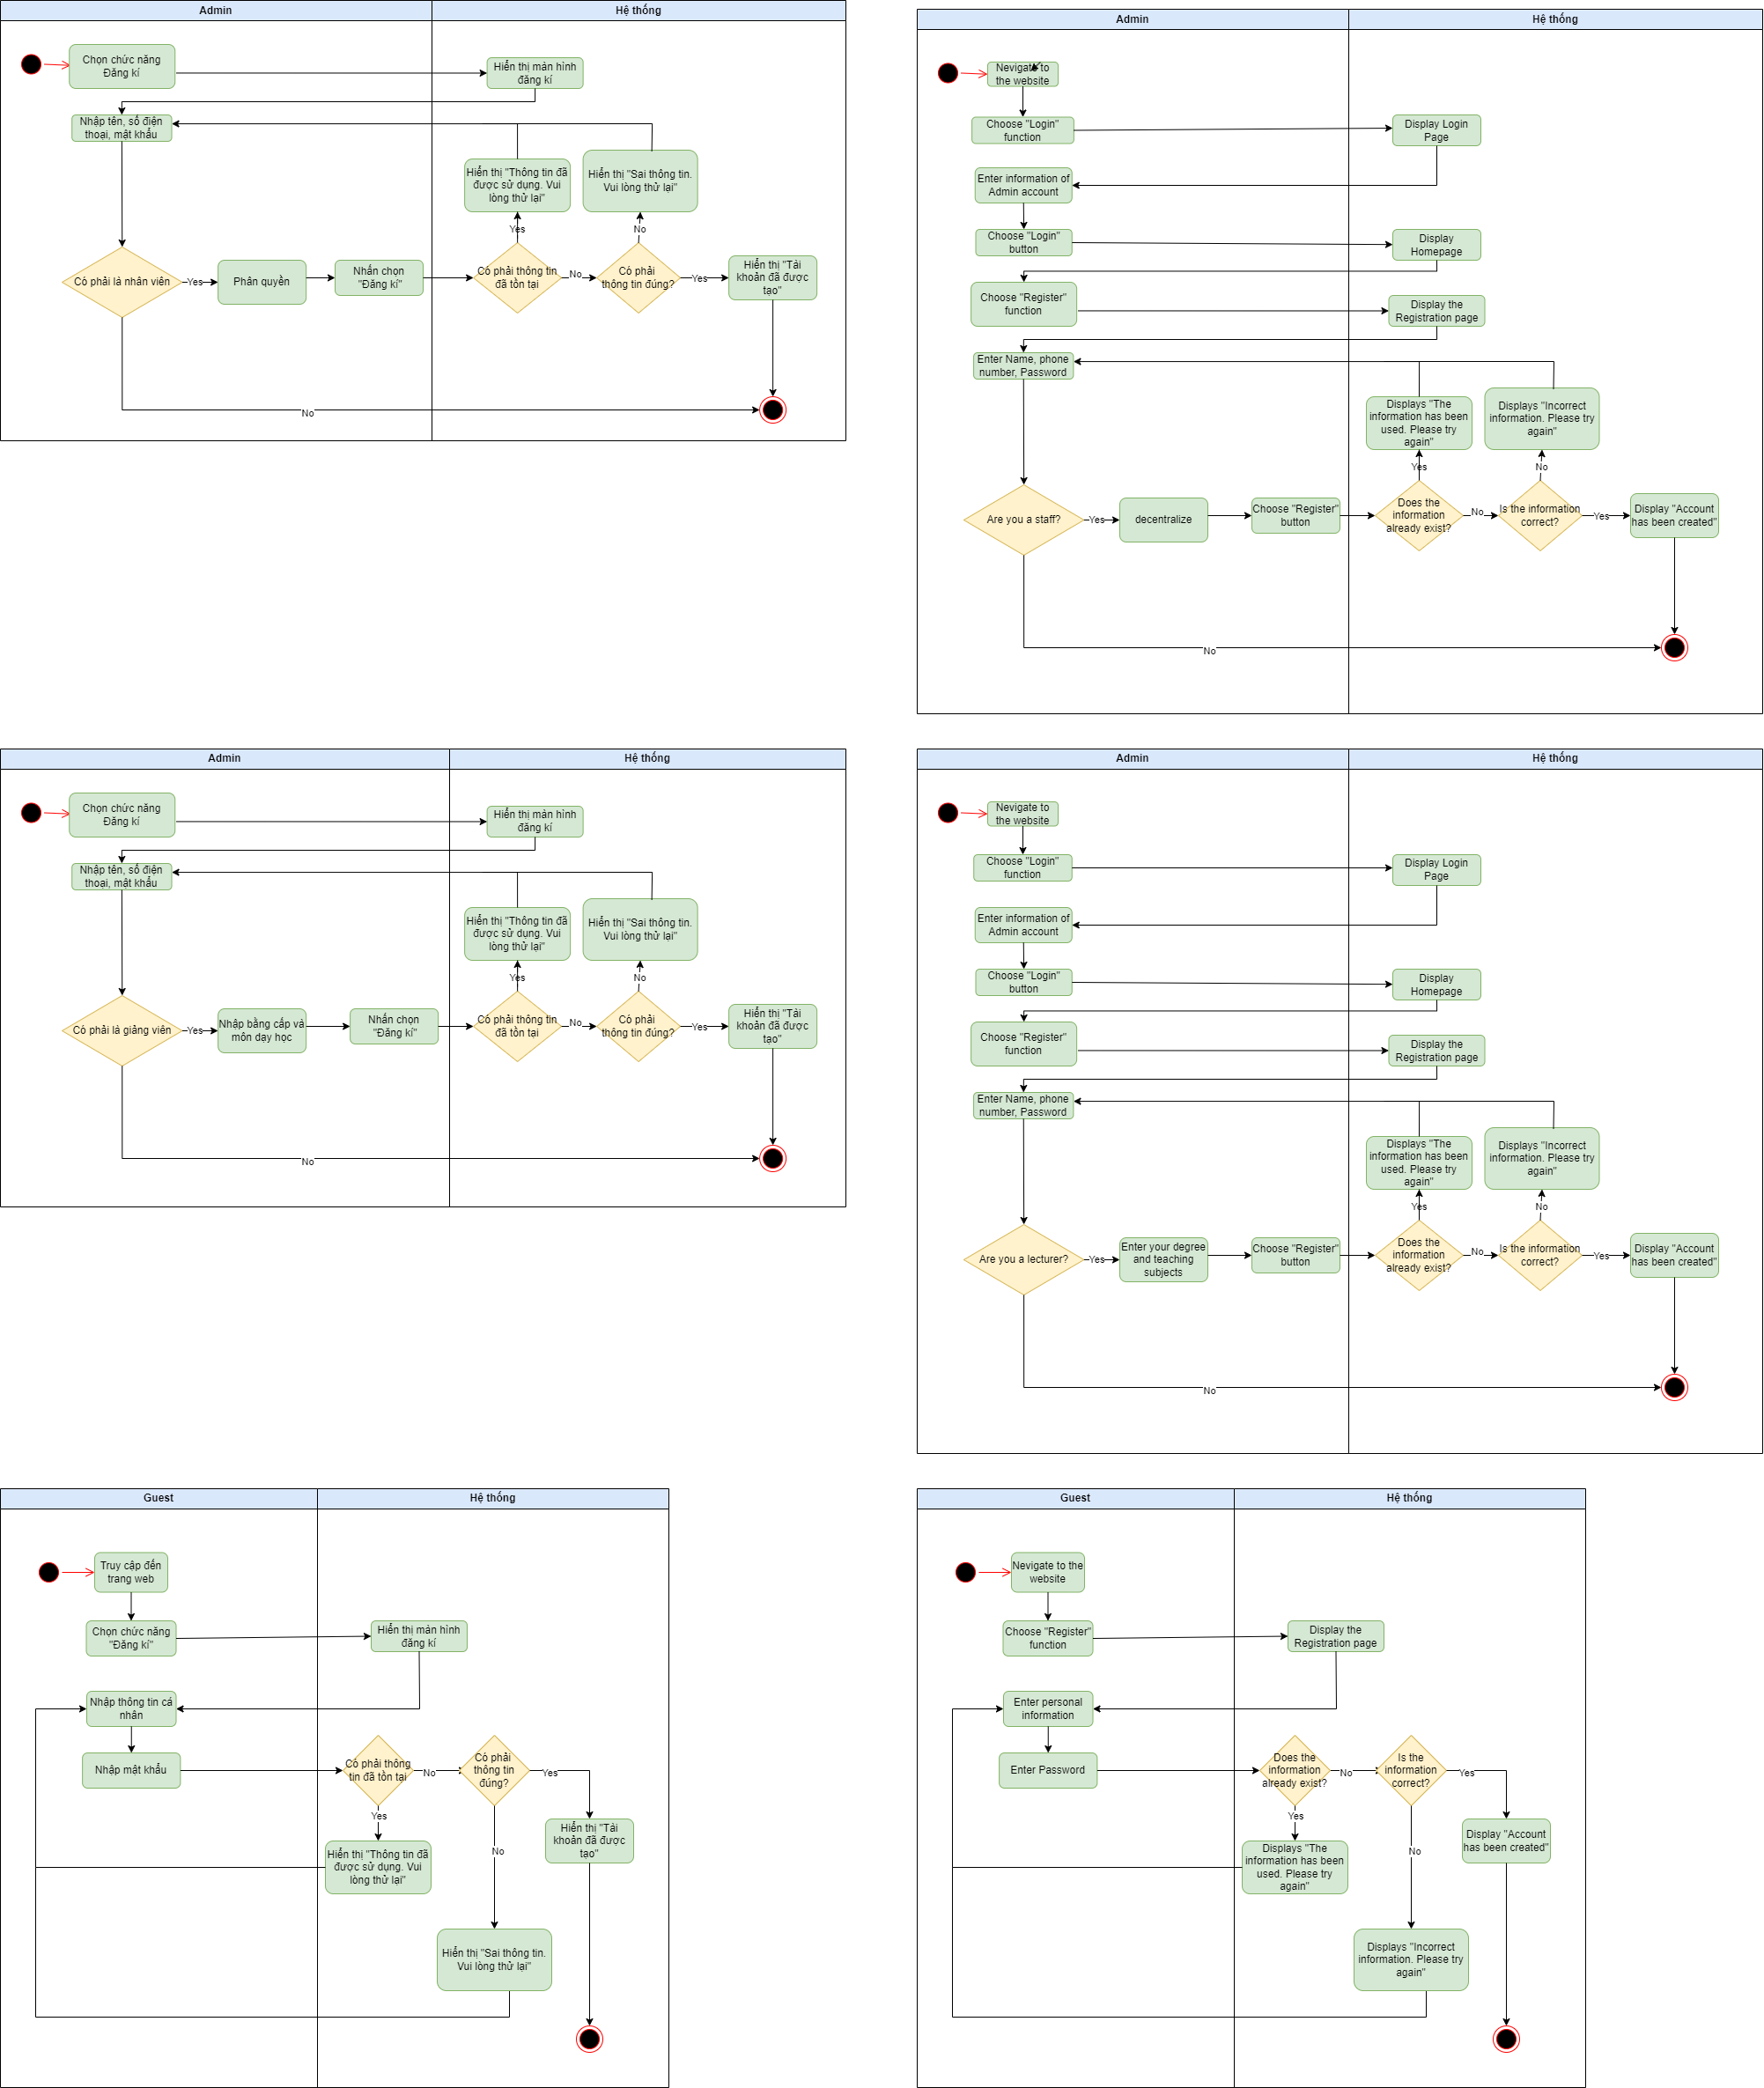 Admin
Hệ thống
Chọn chức năng
Đăng kí
Hiển thị màn hình
đăng kí
Nhập tên, số điện
thoại, mật khẩu
Hiển thị "Thông tin đã
được sử dụng. Vui
lòng thử lại"
Hiển thị "Sai thông tin.
Vui lòng thử lại"
Yes
No
Có phải là nhân viên
Yes
Phân quyền
Nhấn chọn
"Đăng kí"
Có phải thông tin
đã tồn tại
No
Có phải
thông tin đúng?
Yes
Hiển thị "Tài
khoản đã được
tạo"
No
Admin
Hệ thống
Nevigate to
the website
Choose "Login"
function
Display Login
Page
Enter information of
Admin account
Choose "Login"
button
Display
Homepage
Choose "Register"
function
Display the
Registration page
Enter Name, phone
number, Password
Displays "The
information has been
used. Please try
again"
Displays "Incorrect
information. Please try
again"
Yes
No
Are you a staff?
Yes
decentralize
Choose "Register"
button
Does the
information
already exist?
No
Is the information
correct?
Yes
Display "Account
has been created"
No
Admin
Hệ thống
Chọn chức năng
Đăng kí
Hiển thị màn hình
đăng kí
Nhập tên, số điện
thoại, mật khẩu
Hiển thị "Thông tin đã
được sử dụng. Vui
lòng thử lại"
Hiển thị "Sai thông tin.
Vui lòng thử lại"
Yes
No
Có phải là giảng viên
Yes
Nhập bằng cấp và
môn dạy học
Nhấn chọn
"Đăng kí"
Có phải thông tin
đã tồn tại
No
Có phải
thông tin đúng?
Yes
Hiển thị "Tài
khoản đã được
tạo"
No
Admin
Hệ thống
Nevigate to
the website
Choose "Login"
function
Display Login
Page
Enter information of
Admin account
Choose "Login"
button
Display
Homepage
Choose "Register"
function
Display the
Registration page
Enter Name, phone
number, Password
Displays "The
information has been
used. Please try
again"
Displays "Incorrect
information. Please try
again"
Yes
No
Are you a lecturer?
Yes
Enter your degree
and teaching
subjects
Choose "Register"
button
Does the
information
already exist?
No
Is the information
correct?
Yes
Display "Account
has been created"
No
Guest
Hệ thống
Truy cập đến
trang web
Chọn chức năng
"Đăng kí"
Hiển thị màn hình
đăng kí
Nhập thông tin cá
nhân
Nhập mật khẩu
Có phải thông
tin đã tồn tại
No
Có phải
thông tin
đúng?
Yes
Yes
Hiển thị "Thông tin đã
được sử dụng. Vui
lòng thử lại"
No
Hiển thị "Tài
khoản đã được
tạo"
Hiển thị "Sai thông tin.
Vui lòng thử lại"
Guest
Hệ thống
Nevigate to the
website
Choose "Register"
function
Display the
Registration page
Enter personal
information
Enter Password
Does the
information
already exist?
No
Is the
information
correct?
Yes
Yes
Displays "The
information has been
used. Please try
again"
No
Display "Account
has been created"
Displays "Incorrect
information. Please try
again"